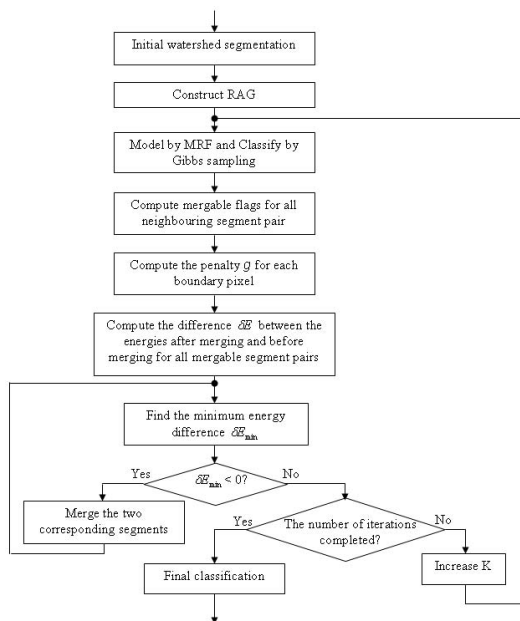 Initial watershed segmentation
Construct RAG
Model by MRF and Classify by
Gibbs sampling
Compute mergable flags for all
neighbouring segment pair
Compute the penalty g for each
boundary pixel
Compute the difference δE between the
energies after merging and before
merging for all mergable segment pairs
Find the minimum energy
difference δEmin
Yes
δEmin < 0?
No
Merge the two
corresponding segments
Yes
The number of iterations
completed?
No
Final classification
Increase K